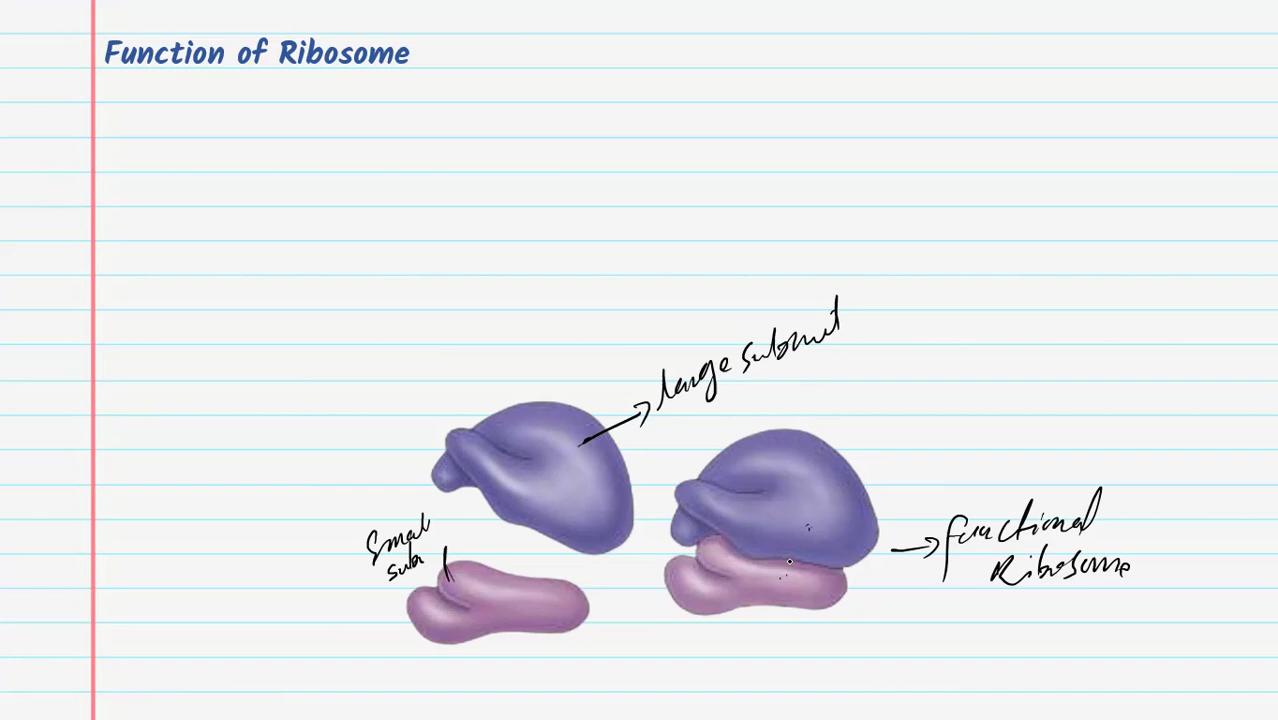 Function of Ribosome
large subunit
Small
sub
functional
Ribosome